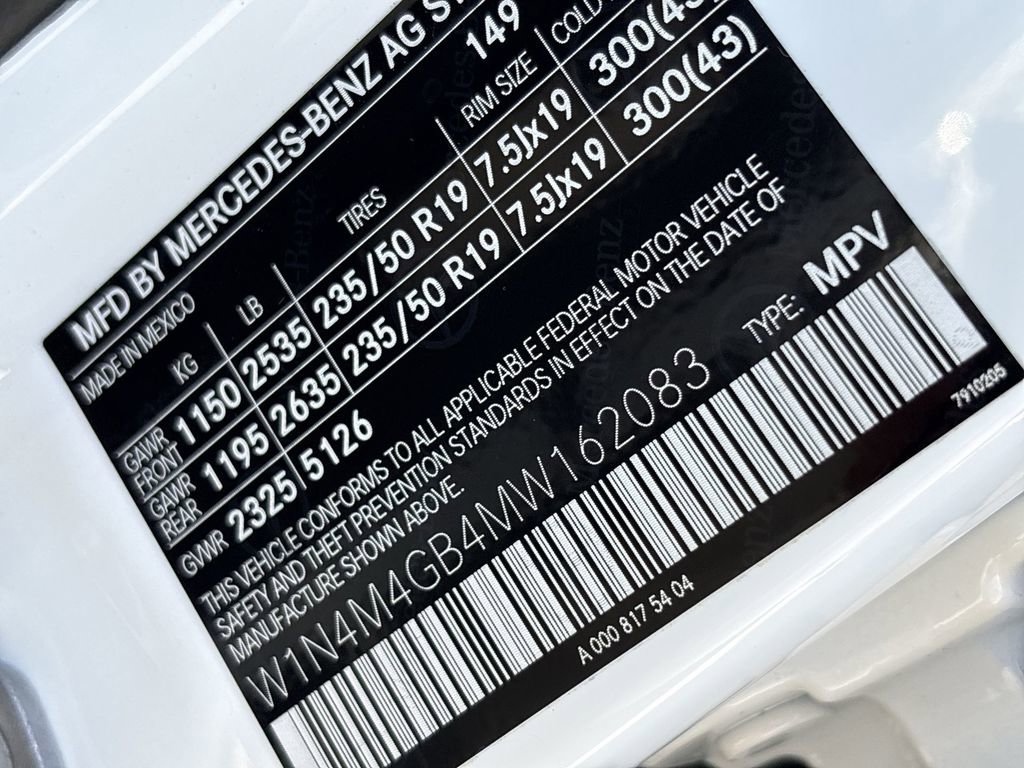 MFD BY MERCEDES-BENZ AG
149
MADE IN MEXICO
KG LB TIRES RIM SIZE COLD
GAWR FRONT 1150 2535 235/50 R19 7.5Jx19 300(43)
GAWR REAR 1195 2635 235/50 R19 7.5Jx19 300(43)
GVWR 2325 5126
THIS VEHICLE CONFORMS TO ALL APPLICABLE FEDERAL MOTOR VEHICLE
SAFETY AND THEFT PREVENTION STANDARDS IN EFFECT ON THE DATE OF
MANUFACTURE SHOWN ABOVE.
W1N4M4GB4MW162083 TYPE: MPV
A 000 817 54 04
7910205